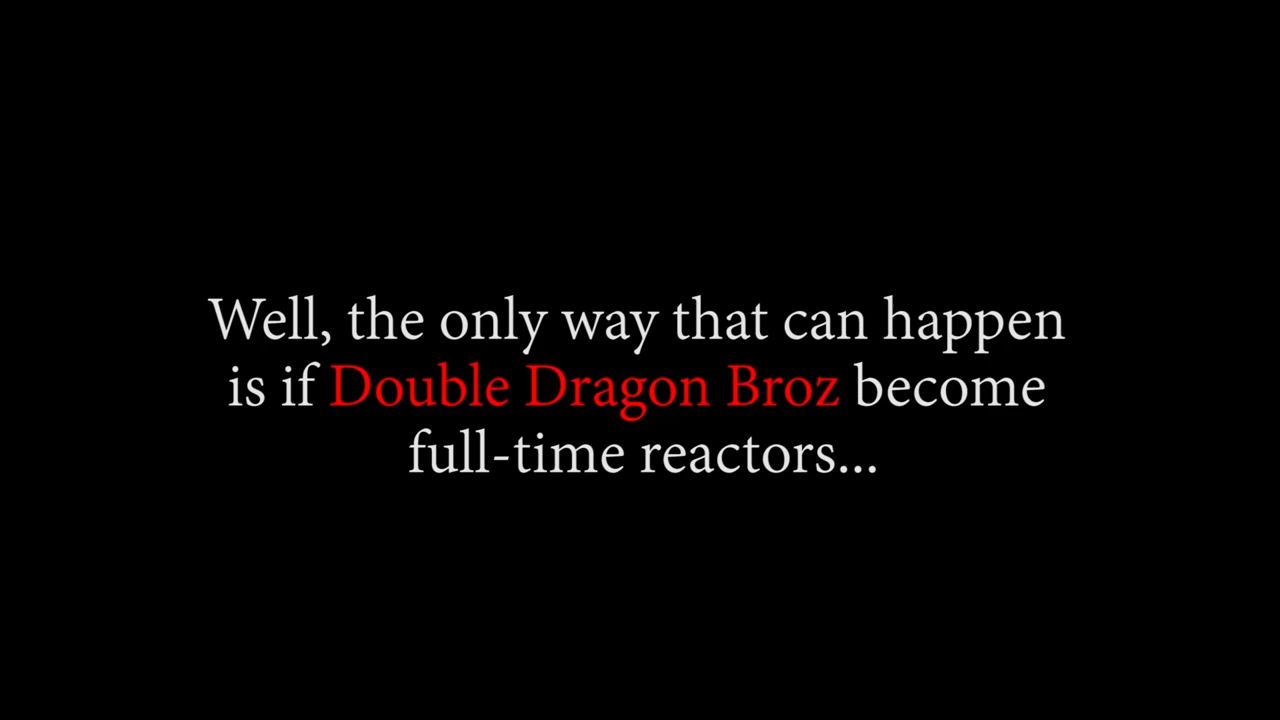 Well, the only way that can happen
is if Double Dragon Broz become
full-time reactors...